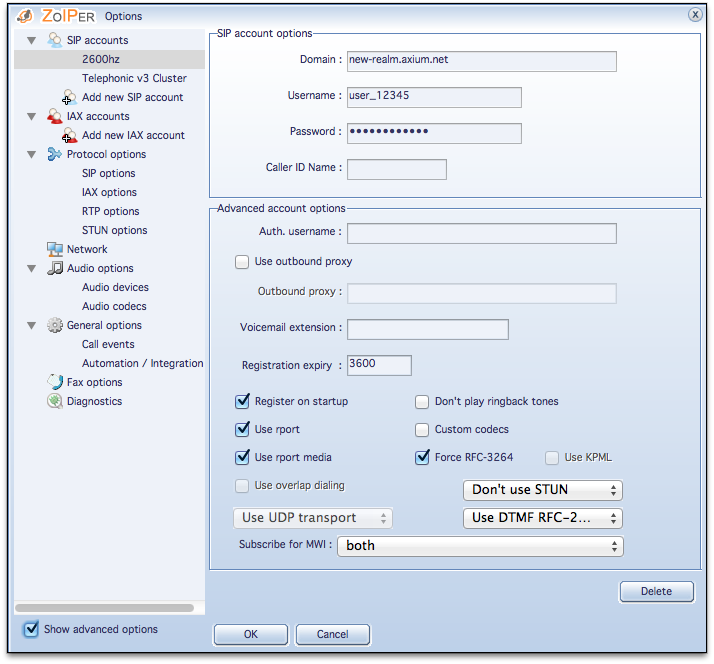 ZoIPer Options
SIP accounts
2600hz
Telephonic v3 Cluster
Add new SIP account
IAX accounts
Add new IAX account
Protocol options
SIP options
IAX options
RTP options
STUN options
Network
Audio options
Audio devices
Audio codecs
General options
Call events
Automation / Integration
Fax options
Diagnostics
Show advanced options
SIP account options
Domain : new-realm.axium.net
Username : user_12345
Password : ••••••••••••
Caller ID Name :
Advanced account options
Auth. username :
Use outbound proxy
Outbound proxy :
Voicemail extension :
Registration expiry : 3600
Register on startup Don't play ringback tones
Use rport Custom codecs
Use rport media Force RFC-3264 Use KPML
Use overlap dialing Don't use STUN
Use UDP transport Use DTMF RFC-2...
Subscribe for MWI : both
Delete
OK Cancel